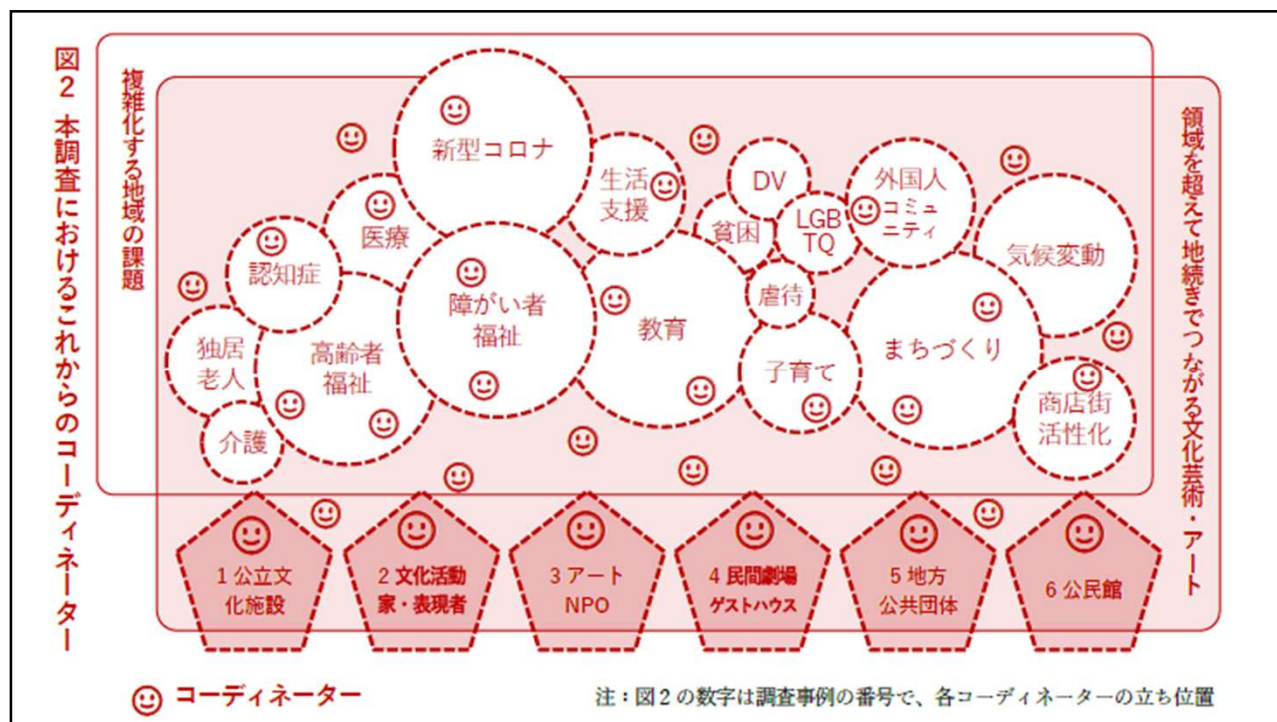 図2 本調査におけるこれからのコーディネーター
複雑化する地域の課題
領域を超えて地続きでつながる文化芸術・アート
新型コロナ
医療
認知症
独居
老人
介護
高齢者
福祉
障がい者
福祉
生活
支援
教育
貧困
DV
LGB
TQ
虐待
子育て
外国人
コミュ
ニティ
まちづくり
気候変動
商店街
活性化
1 公立文
化施設
2 文化活動
家・表現者
3 アート
NPO
4 民間劇場
ゲストハウス
5 地方
公共団体
6 公民館
コーディネーター
注：図2の数字は調査事例の番号で、各コーディネーターの立ち位置